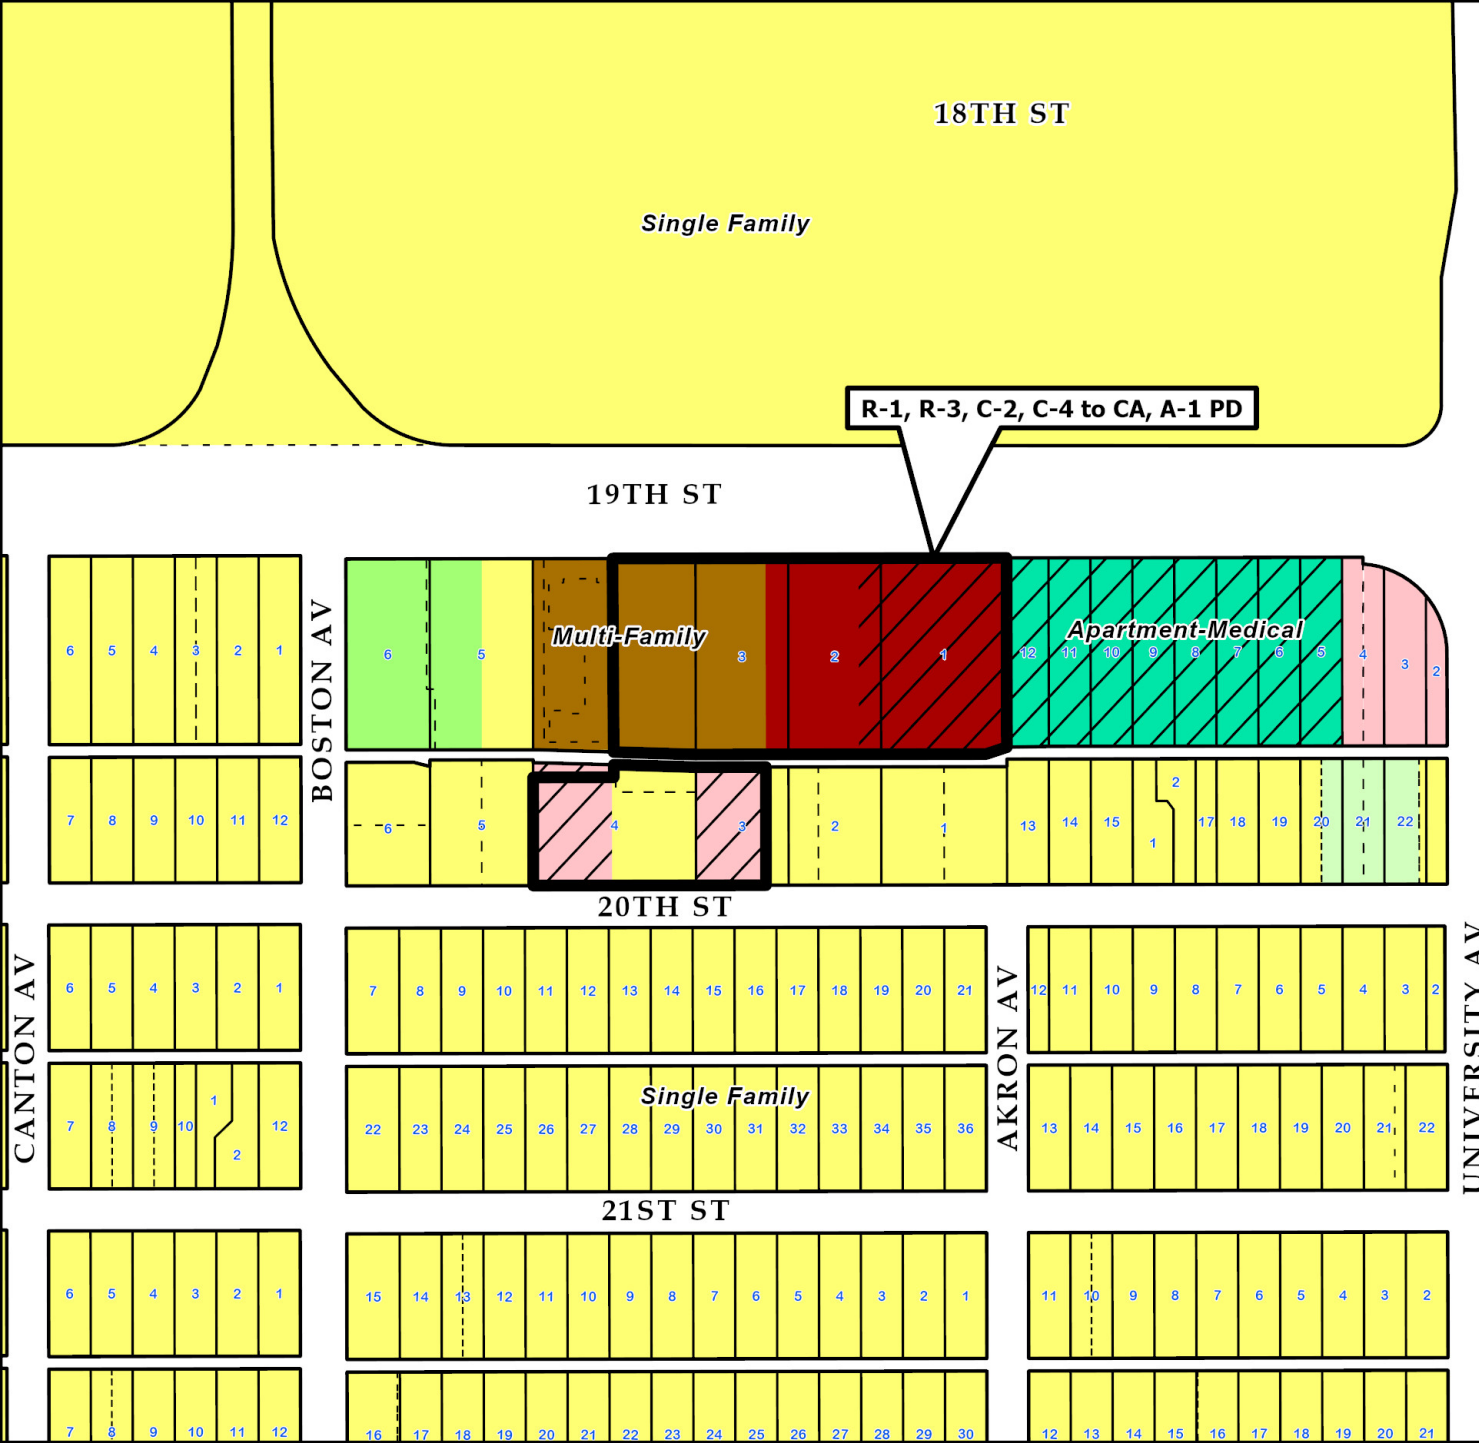 18TH ST
Single Family
R-1, R-3, C-2, C-4 to CA, A-1 PD
19TH ST
6 5 4 3 2 1
BOSTON AV
6 5 Multi-Family 3 2 1
Apartment-Medical
12 11 10 9 8 7 6 5 4 3 2
7 8 9 10 11 12
6 5 4 3 2 1
13 14 15 1 2 17 18 19 20 21 22
20TH ST
CANTON AV
6 5 4 3 2 1
7 8 9 10 11 12 13 14 15 16 17 18 19 20 21
AKRON AV
12 11 10 9 8 7 6 5 4 3 2
UNIVERSITY AV
7 8 9 10 1 2 12
Single Family
22 23 24 25 26 27 28 29 30 31 32 33 34 35 36
13 14 15 16 17 18 19 20 21 22
21ST ST
6 5 4 3 2 1
15 14 13 12 11 10 9 8 7 6 5 4 3 2 1
11 10 9 8 7 6 5 4 3 2
7 8 9 10 11 12
16 17 18 19 20 21 22 23 24 25 26 27 28 29 30
12 13 14 15 16 17 18 19 20 21